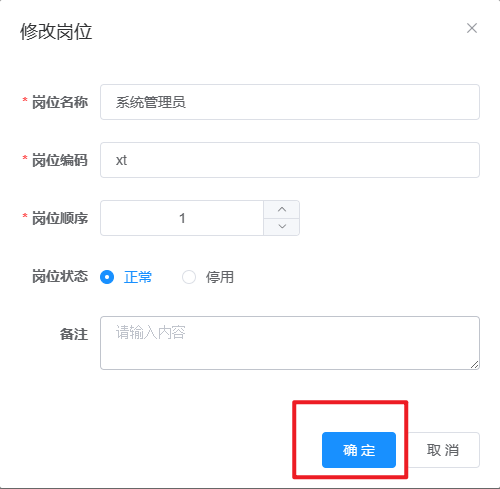 修改岗位
* 岗位名称 系统管理员
* 岗位编码 xt
* 岗位顺序 1
岗位状态 正常 停用
备注 请输入内容
确 定 取 消